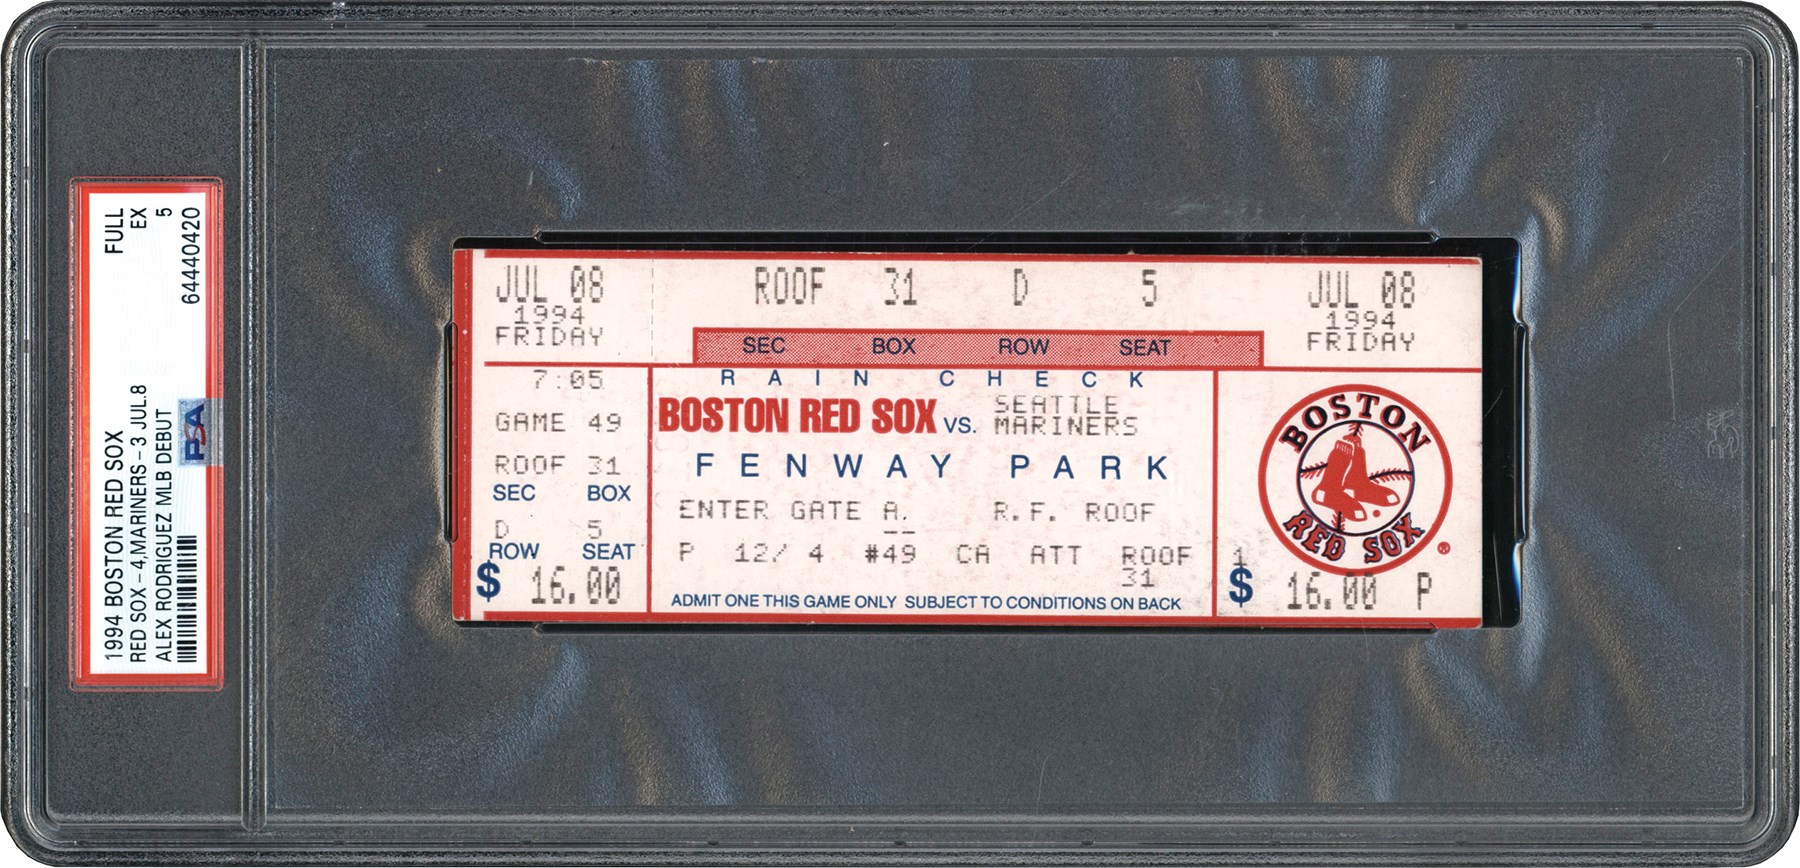 1994 BOSTON RED SOX FULL
RED SOX-4,MARINERS-3 JUL.8 EX
ALEX RODRIGUEZ MLB DEBUT 5
64440420
PSA
JUL 08
1994
FRIDAY
7:05
GAME 49
ROOF 31
SEC BOX
D 5
ROW SEAT
$ 16.00
ROOF 31 D 5
SEC BOX ROW SEAT
RAIN CHECK
BOSTON RED SOX VS. SEATTLE
MARINERS
FENWAY PARK
ENTER GATE A. R.F. ROOF
P 12/ 4 #49 CA ATT ROOF 1
31
ADMIT ONE THIS GAME ONLY SUBJECT TO CONDITIONS ON BACK
JUL 08
1994
FRIDAY
BOSTON
RED SOX
®
$ 16.00 P